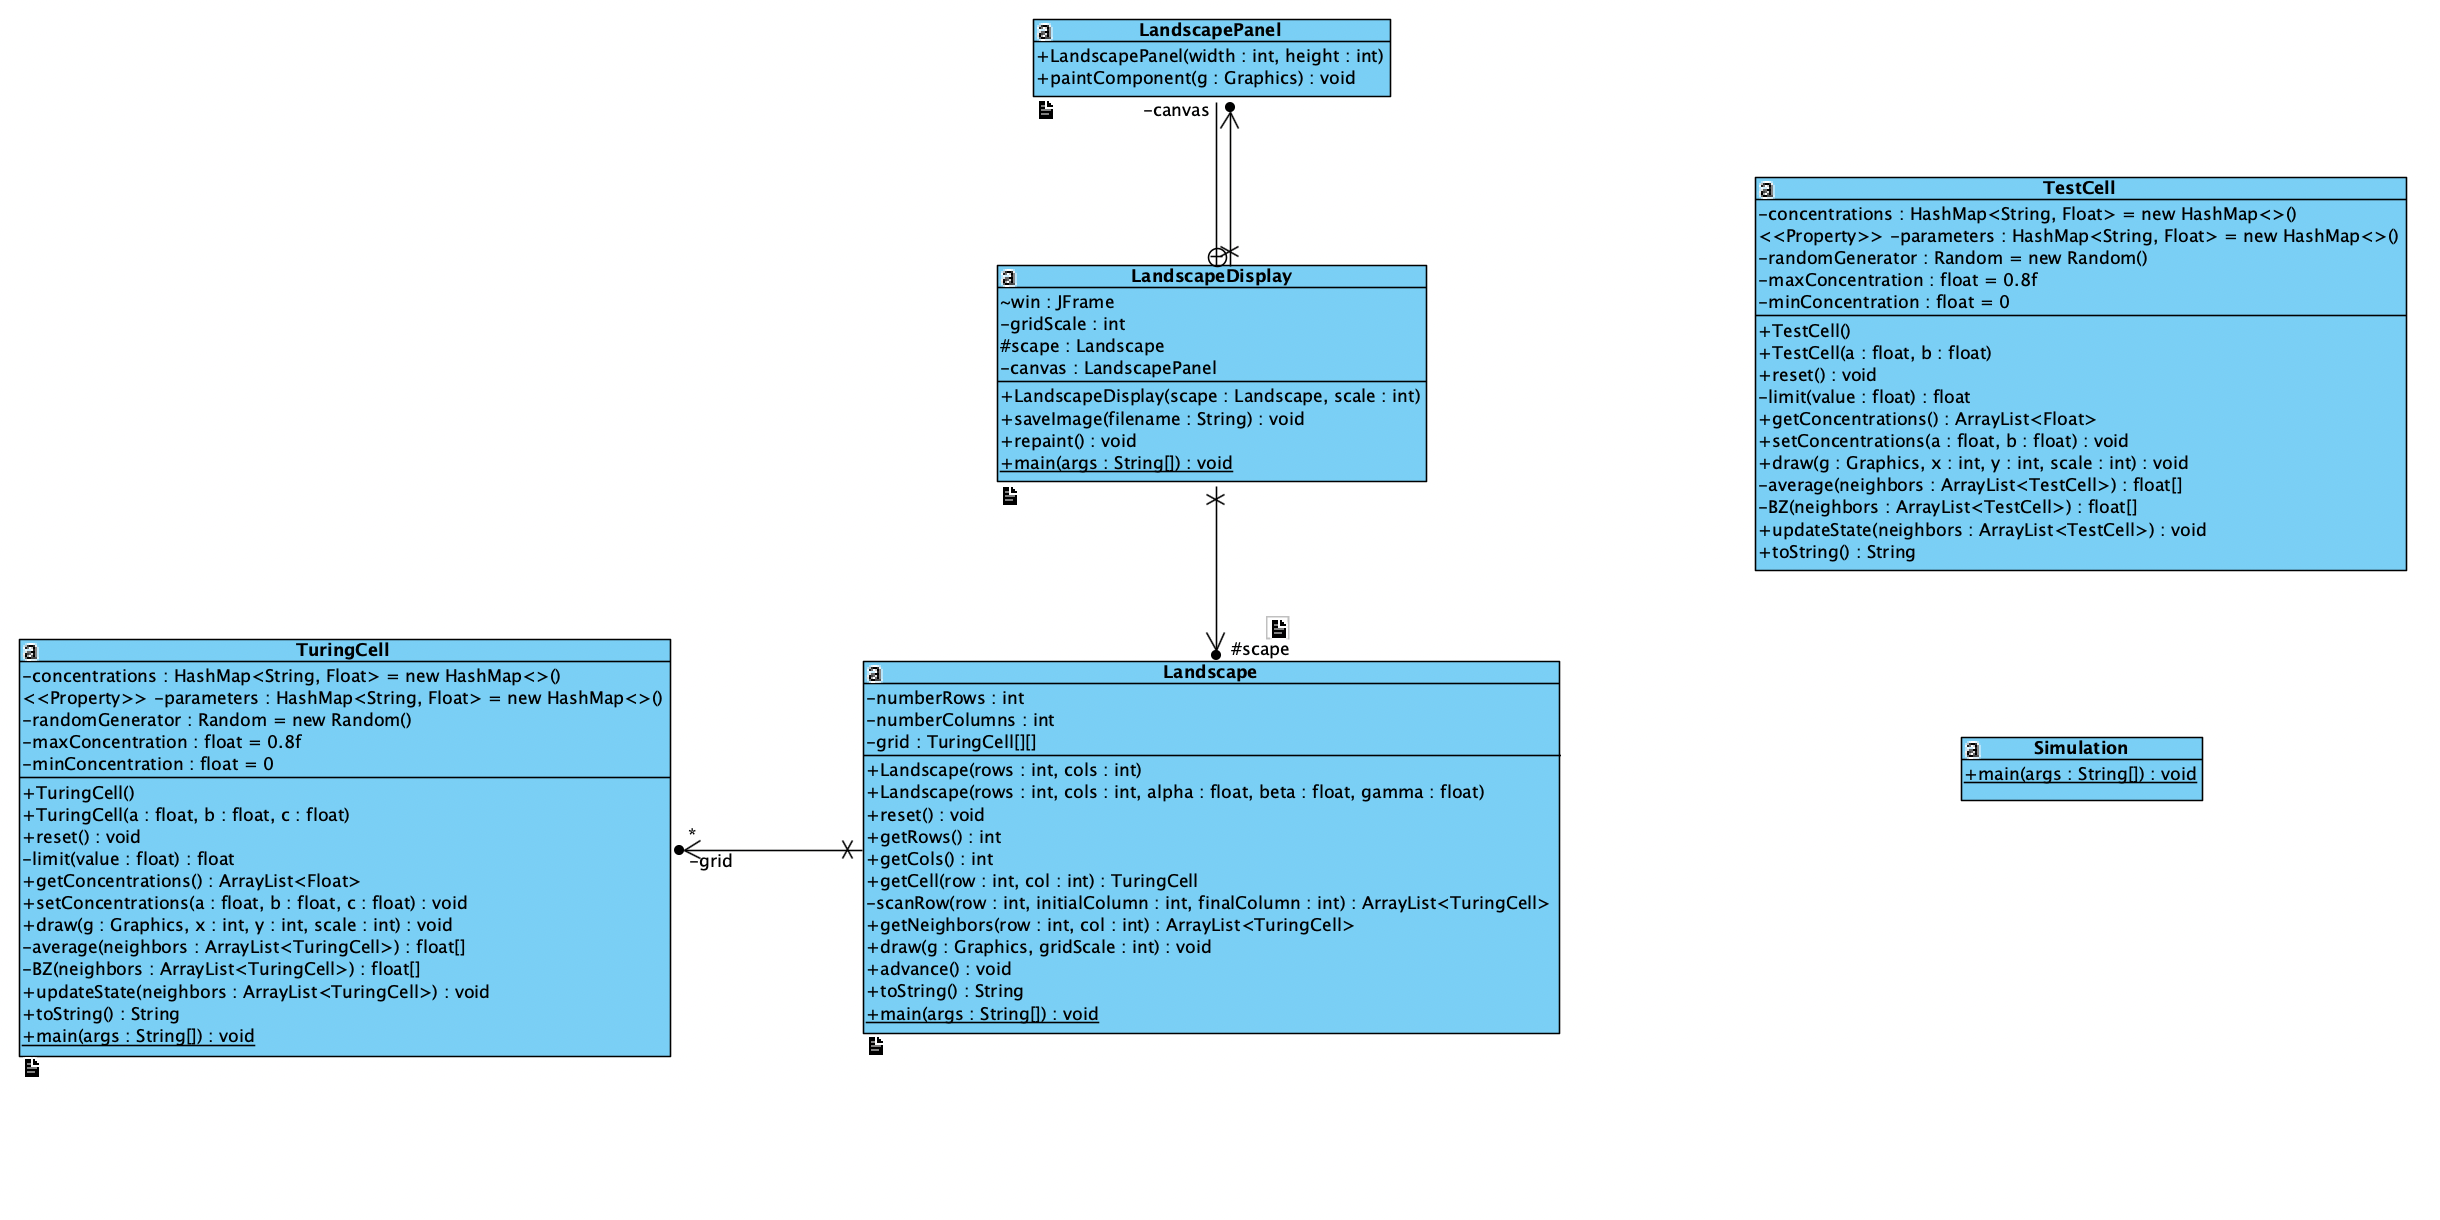 LandscapePanel
+LandscapePanel(width : int, height : int)
+paintComponent(g : Graphics) : void
-canvas
LandscapeDisplay
~win : JFrame
-gridScale : int
#scape : Landscape
-canvas : LandscapePanel
+LandscapeDisplay(scape : Landscape, scale : int)
+saveImage(filename : String) : void
+repaint() : void
+main(args : String[]) : void
TestCell
-concentrations : HashMap<String, Float> = new HashMap<>()
<<Property>> -parameters : HashMap<String, Float> = new HashMap<>()
-randomGenerator : Random = new Random()
-maxConcentration : float = 0.8f
-minConcentration : float = 0
+TestCell()
+TestCell(a : float, b : float)
+reset() : void
-limit(value : float) : float
+getConcentrations() : ArrayList<Float>
+setConcentrations(a : float, b : float) : void
+draw(g : Graphics, x : int, y : int, scale : int) : void
-average(neighbors : ArrayList<TestCell>) : float[]
-BZ(neighbors : ArrayList<TestCell>) : float[]
+updateState(neighbors : ArrayList<TestCell>) : void
+toString() : String
TuringCell
-concentrations : HashMap<String, Float> = new HashMap<>()
<<Property>> -parameters : HashMap<String, Float> = new HashMap<>()
-randomGenerator : Random = new Random()
-maxConcentration : float = 0.8f
-minConcentration : float = 0
+TuringCell()
+TuringCell(a : float, b : float, c : float)
+reset() : void
-limit(value : float) : float
+getConcentrations() : ArrayList<Float>
+setConcentrations(a : float, b : float, c : float) : void
+draw(g : Graphics, x : int, y : int, scale : int) : void
-average(neighbors : ArrayList<TuringCell>) : float[]
-BZ(neighbors : ArrayList<TuringCell>) : float[]
+updateState(neighbors : ArrayList<TuringCell>) : void
+toString() : String
+main(args : String[]) : void
*
-grid
#scape
Landscape
-numberRows : int
-numberColumns : int
-grid : TuringCell[][]
+Landscape(rows : int, cols : int)
+Landscape(rows : int, cols : int, alpha : float, beta : float, gamma : float)
+reset() : void
+getRows() : int
+getCols() : int
+getCell(row : int, col : int) : TuringCell
-scanRow(row : int, initialColumn : int, finalColumn : int) : ArrayList<TuringCell>
+getNeighbors(row : int, col : int) : ArrayList<TuringCell>
+draw(g : Graphics, gridScale : int) : void
+advance() : void
+toString() : String
+main(args : String[]) : void
Simulation
+main(args : String[]) : void